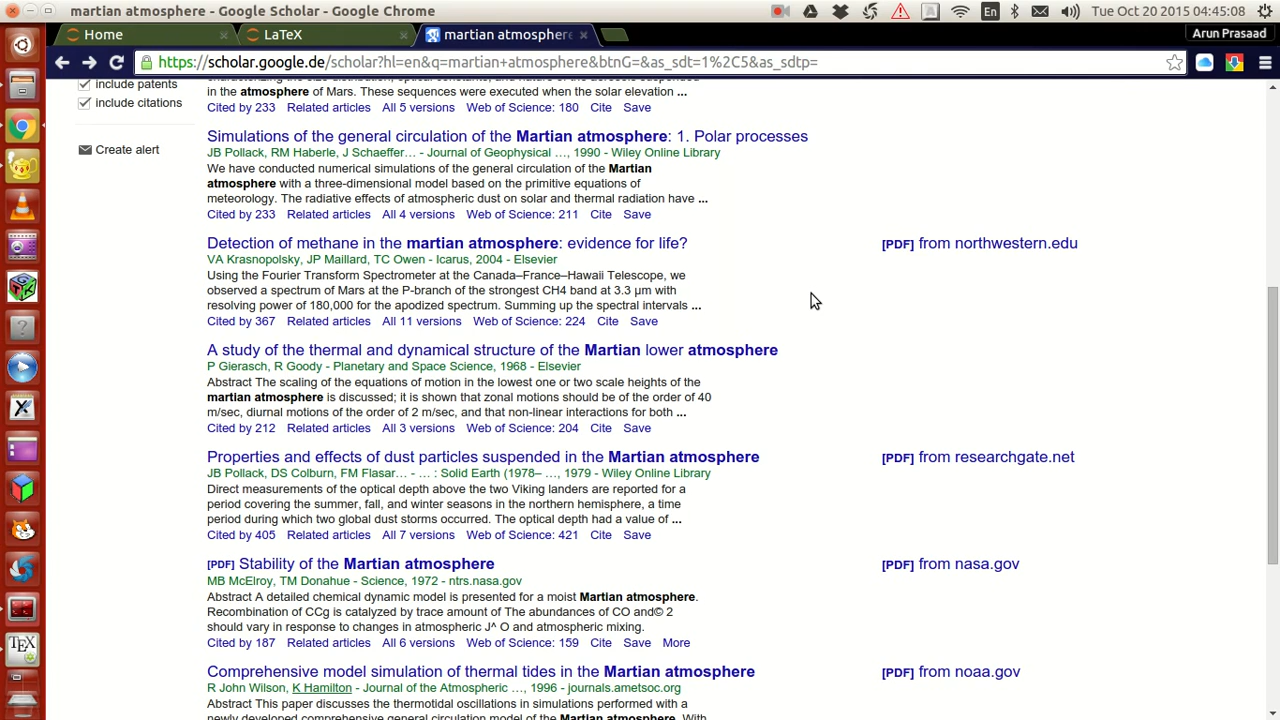 martian atmosphere - Google Scholar - Google Chrome
En
Tue Oct 20 2015 04:45:08
Home
LaTeX
martian atmosphere
Arun Prasaad
https://scholar.google.de/scholar?hl=en&q=martian+atmosphere&btnG=&as_sdt=1%2C5&as_sdtp=
include patents
include citations
Create alert
in the atmosphere of Mars. These sequences were executed when the solar elevation ...
Cited by 233 Related articles All 5 versions Web of Science: 180 Cite Save
Simulations of the general circulation of the Martian atmosphere: 1. Polar processes
JB Pollack, RM Haberle, J Schaeffer... - Journal of Geophysical ..., 1990 - Wiley Online Library
We have conducted numerical simulations of the general circulation of the Martian
atmosphere with a three-dimensional model based on the primitive equations of
meteorology. The radiative effects of atmospheric dust on solar and thermal radiation have ...
Cited by 233 Related articles All 4 versions Web of Science: 211 Cite Save
Detection of methane in the martian atmosphere: evidence for life?
[PDF] from northwestern.edu
VA Krasnopolsky, JP Maillard, TC Owen - Icarus, 2004 - Elsevier
Using the Fourier Transform Spectrometer at the Canada–France–Hawaii Telescope, we
observed a spectrum of Mars at the P-branch of the strongest CH4 band at 3.3 μm with
resolving power of 180,000 for the apodized spectrum. Summing up the spectral intervals ...
Cited by 367 Related articles All 11 versions Web of Science: 224 Cite Save
A study of the thermal and dynamical structure of the Martian lower atmosphere
P Gierasch, R Goody - Planetary and Space Science, 1968 - Elsevier
Abstract The scaling of the equations of motion in the lowest one or two scale heights of the
martian atmosphere is discussed; it is shown that zonal motions should be of the order of 40
m/sec, diurnal motions of the order of 2 m/sec, and that non-linear interactions for both ...
Cited by 212 Related articles All 3 versions Web of Science: 204 Cite Save
Properties and effects of dust particles suspended in the Martian atmosphere
[PDF] from researchgate.net
JB Pollack, DS Colburn, FM Flasar... - ... : Solid Earth (1978– ..., 1979 - Wiley Online Library
Direct measurements of the optical depth above the two Viking landers are reported for a
period covering the summer, fall, and winter seasons in the northern hemisphere, a time
period during which two global dust storms occurred. The optical depth had a value of ...
Cited by 405 Related articles All 7 versions Web of Science: 421 Cite Save
[PDF] Stability of the Martian atmosphere
[PDF] from nasa.gov
MB McElroy, TM Donahue - Science, 1972 - ntrs.nasa.gov
Abstract A detailed chemical dynamic model is presented for a moist Martian atmosphere.
Recombination of CCg is catalyzed by trace amount of The abundances of CO and© 2
should vary in response to changes in atmospheric J^ O and atmospheric mixing.
Cited by 187 Related articles All 6 versions Web of Science: 159 Cite Save More
Comprehensive model simulation of thermal tides in the Martian atmosphere
[PDF] from noaa.gov
R John Wilson, K Hamilton - Journal of the Atmospheric ..., 1996 - journals.ametsoc.org
Abstract This paper discusses the thermotidal oscillations in simulations performed with a
newly developed comprehensive general circulation model of the Martian atmosphere. With